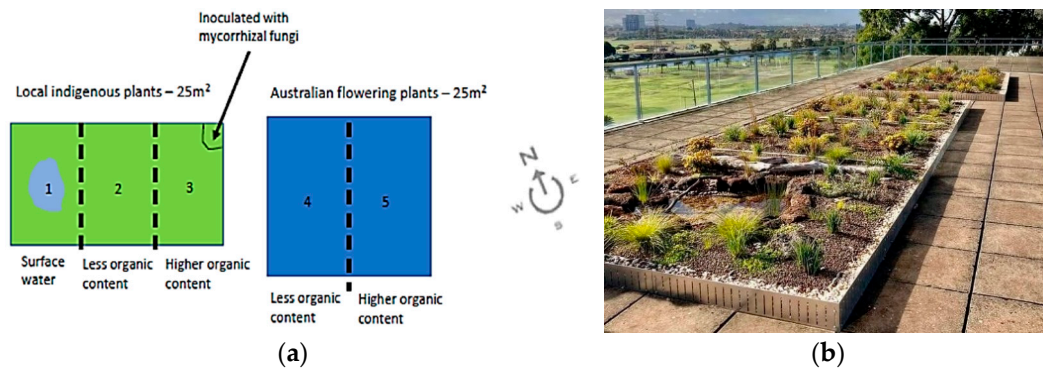 Inoculated with
mycorrhizal fungi
Local indigenous plants – 25m²
Australian flowering plants – 25m²
1
2
3
4
5
N
W
E
S
Surface
water
Less organic
content
Higher organic
content
Less organic
content
Higher organic
content
(a)
(b)